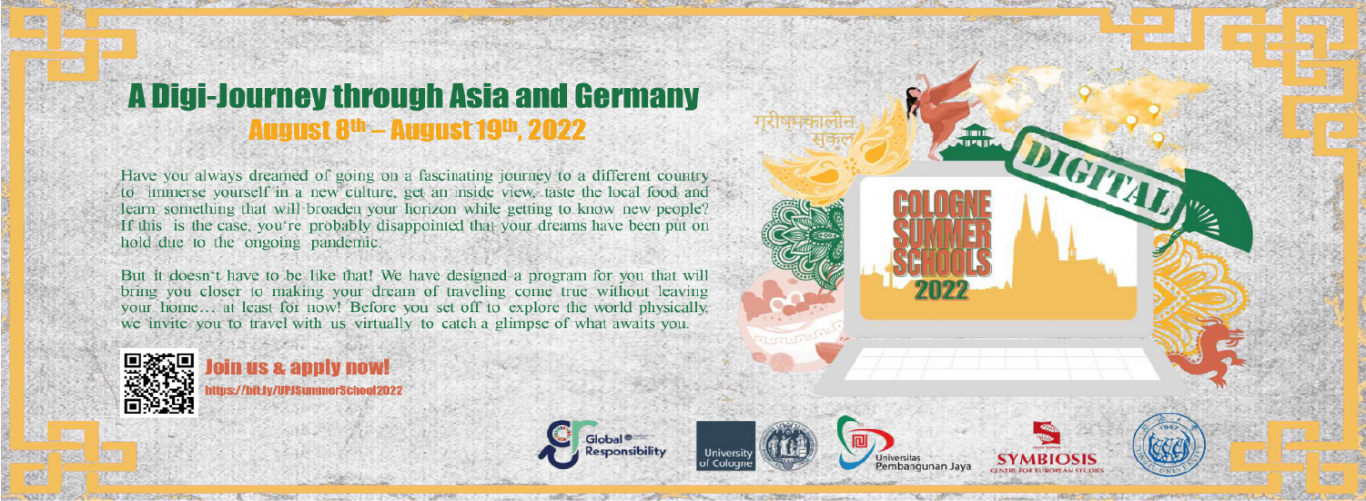 A Digi-Journey through Asia and Germany
August 8th – August 19th, 2022
Have you always dreamed of going on a fascinating journey to a different country
to immerse yourself in a new culture, get an inside view, taste the local food and
learn something that will broaden your horizon while getting to know new people?
If this is the case, you're probably disappointed that your dreams have been put on
hold due to the ongoing pandemic.
But it doesn't have to be like that! We have designed a program for you that will
bring you closer to making your dream of traveling come true without leaving
your home… at least for now! Before you set off to explore the world physically,
we invite you to travel with us virtually to catch a glimpse of what awaits you.
Join us & apply now!
https://bit.ly/UPJSummerSchool2022
ग्रीषमकालीन
सकूल
DIGITAL
COLOGNE
SUMMER
SCHOOLS
2022
Global
Responsibility
University
of Cologne
Universitas
Pembangunan Jaya
SYMBIOSIS
CENTRE FOR EUROPEAN STUDIES
1907